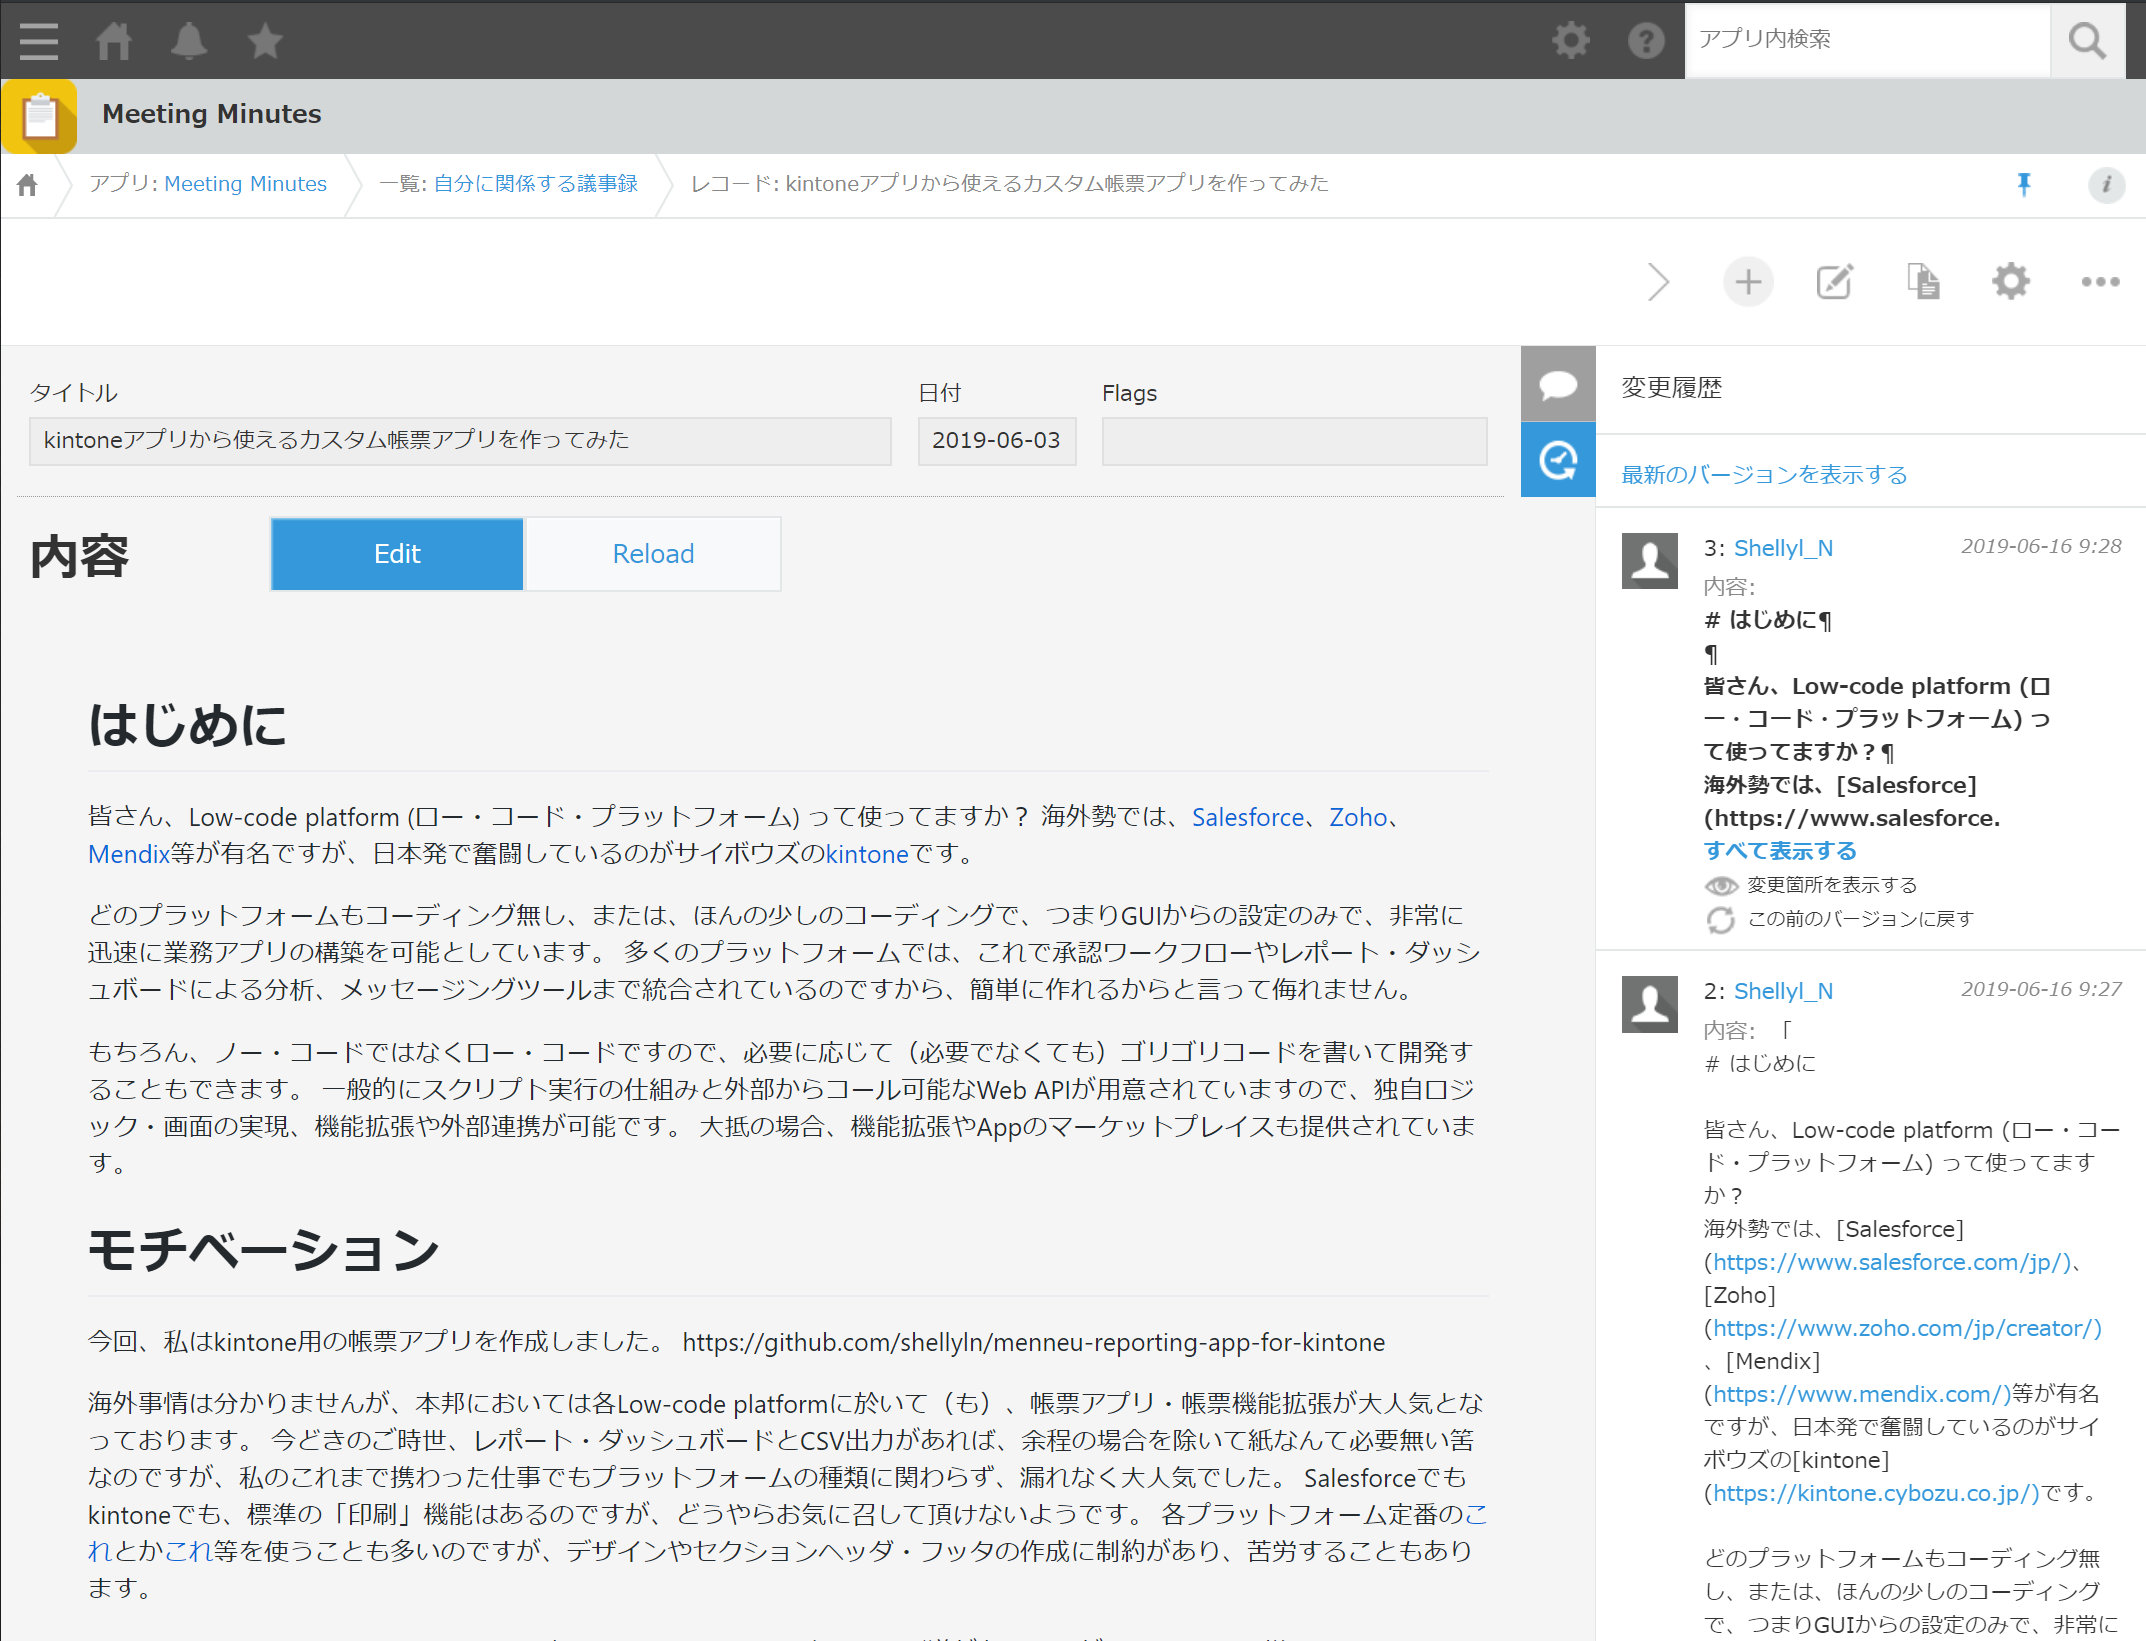 アプリ内検索
Meeting Minutes
アプリ: Meeting Minutes
一覧: 自分に関係する議事録
レコード: kintoneアプリから使えるカスタム帳票アプリを作ってみた
タイトル
日付
Flags
kintoneアプリから使えるカスタム帳票アプリを作ってみた
2019-06-03
内容
Edit
Reload
はじめに
皆さん、Low-code platform (ロー・コード・プラットフォーム) って使ってますか？ 海外勢では、Salesforce、Zoho、
Mendix等が有名ですが、日本発で奮闘しているのがサイボウズのkintoneです。
どのプラットフォームもコーディング無し、または、ほんの少しのコーディングで、つまりGUIからの設定のみで、非常に
迅速に業務アプリの構築を可能としています。 多くのプラットフォームでは、これで承認ワークフローやレポート・ダッシ
ュボードによる分析、メッセージングツールまで統合されているのですから、簡単に作れるからと言って侮れません。
もちろん、ノー・コードではなくロー・コードですので、必要に応じて（必要でなくても）ゴリゴリコードを書いて開発す
ることもできます。 一般的にスクリプト実行の仕組みと外部からコール可能なWeb APIが用意されていますので、独自ロジ
ック・画面の実現、機能拡張や外部連携が可能です。 大抵の場合、機能拡張やAppのマーケットプレイスも提供されていま
す。
モチベーション
今回、私はkintone用の帳票アプリを作成しました。 https://github.com/shellyln/menneu-reporting-app-for-kintone
海外事情は分かりませんが、本邦においては各Low-code platformに於いて（も）、帳票アプリ・帳票機能拡張が大人気とな
っております。 今どきのご時世、レポート・ダッシュボードとCSV出力があれば、余程の場合を除いて紙なんて必要無い筈
なのですが、私のこれまで携わった仕事でもプラットフォームの種類に関わらず、漏れなく大人気でした。 Salesforceでも
kintoneでも、標準の「印刷」機能はあるのですが、どうやらお気に召して頂けないようです。 各プラットフォーム定番のこ
れとかこれ等を使うことも多いのですが、デザインやセクションヘッダ・フッタの作成に制約があり、苦労することもあり
ます。
変更履歴
最新のバージョンを表示する
3: Shellyl_N
2019-06-16 9:28
内容:
# はじめに¶
¶
皆さん、Low-code platform (ロ
ー・コード・プラットフォーム) っ
て使ってますか？¶
海外勢では、[Salesforce]
(https://www.salesforce.
すべて表示する
変更箇所を表示する
この前のバージョンに戻す
2: Shellyl_N
2019-06-16 9:27
内容: 「
# はじめに
皆さん、Low-code platform (ロー・コー
ド・プラットフォーム) って使ってます
か？
海外勢では、[Salesforce]
(https://www.salesforce.com/jp/)、
[Zoho]
(https://www.zoho.com/jp/creator/)
、[Mendix]
(https://www.mendix.com/)等が有名
ですが、日本発で奮闘しているのがサイ
ボウズの[kintone]
(https://kintone.cybozu.co.jp/)です。
どのプラットフォームもコーディング無
し、または、ほんの少しのコーディング
で、つまりGUIからの設定のみで、非常に